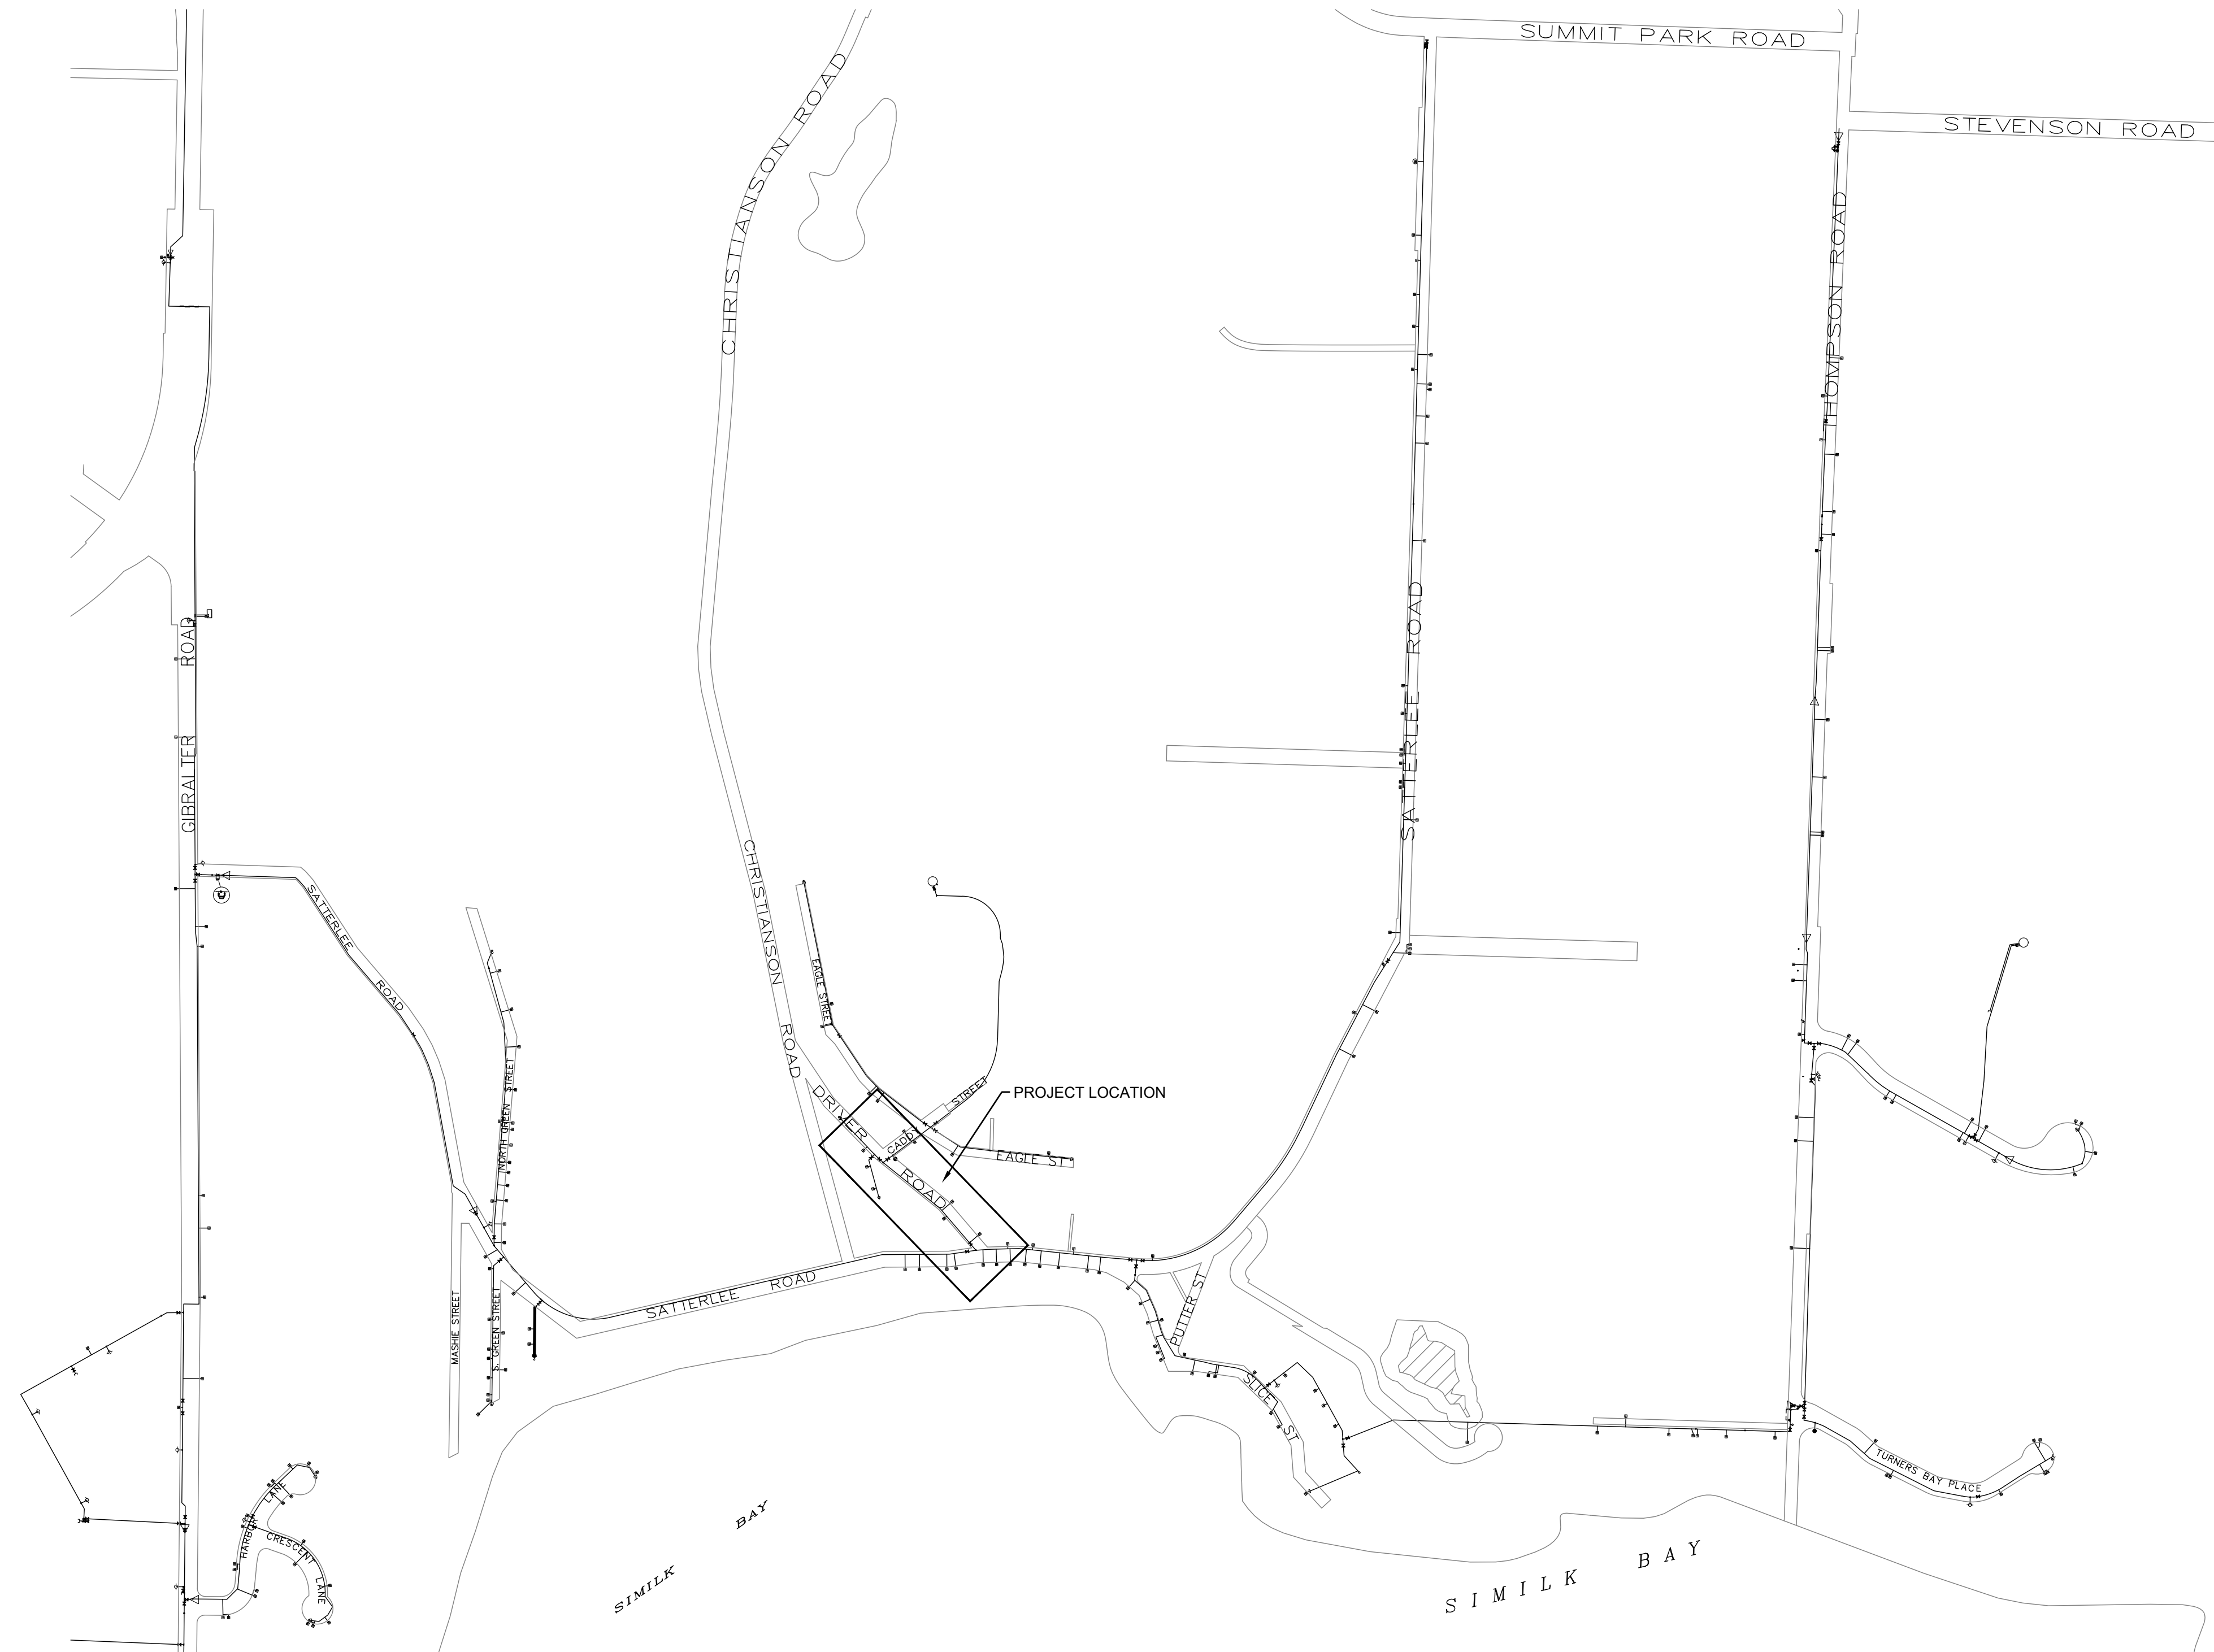 SUMMIT PARK ROAD
STEVENSON ROAD
CHRISTIANSON ROAD
THOMPSON ROAD
SATTERLEE ROAD
GIBRALTER ROAD
CHRISTIANSON ROAD
SATTERLEE ROAD
EAGLE STREET
NORTH GREEN STREET
DRIVER ROAD
CADDY STREET
PROJECT LOCATION
EAGLE ST
SATTERLEE ROAD
MASHIE STREET
S. GREEN STREET
PUTTER ST
SLICE ST
TURNERS BAY PLACE
HARBOR LANE
CRESCENT LANE
SIMILK BAY
SIMILK BAY